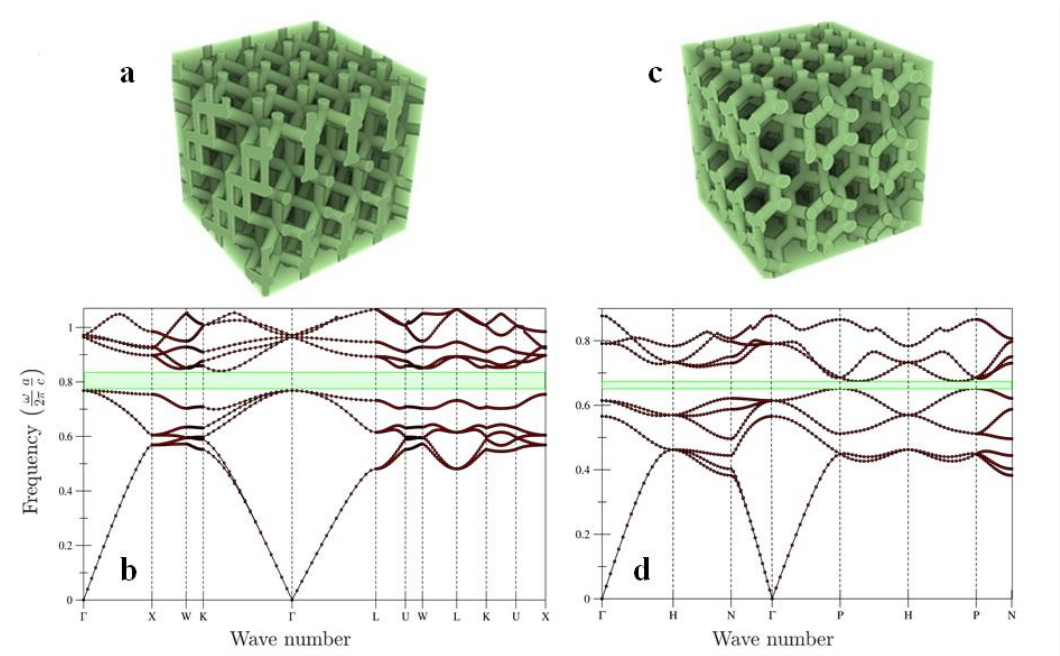 a
c
1
0.8
0.6
0.4
0.2
0
Frequency (ω a / 2π c)
b
Γ X W K Γ L U W L K U X
Wave number
0.8
0.6
0.4
0.2
0
d
Γ H N Γ P H P N
Wave number